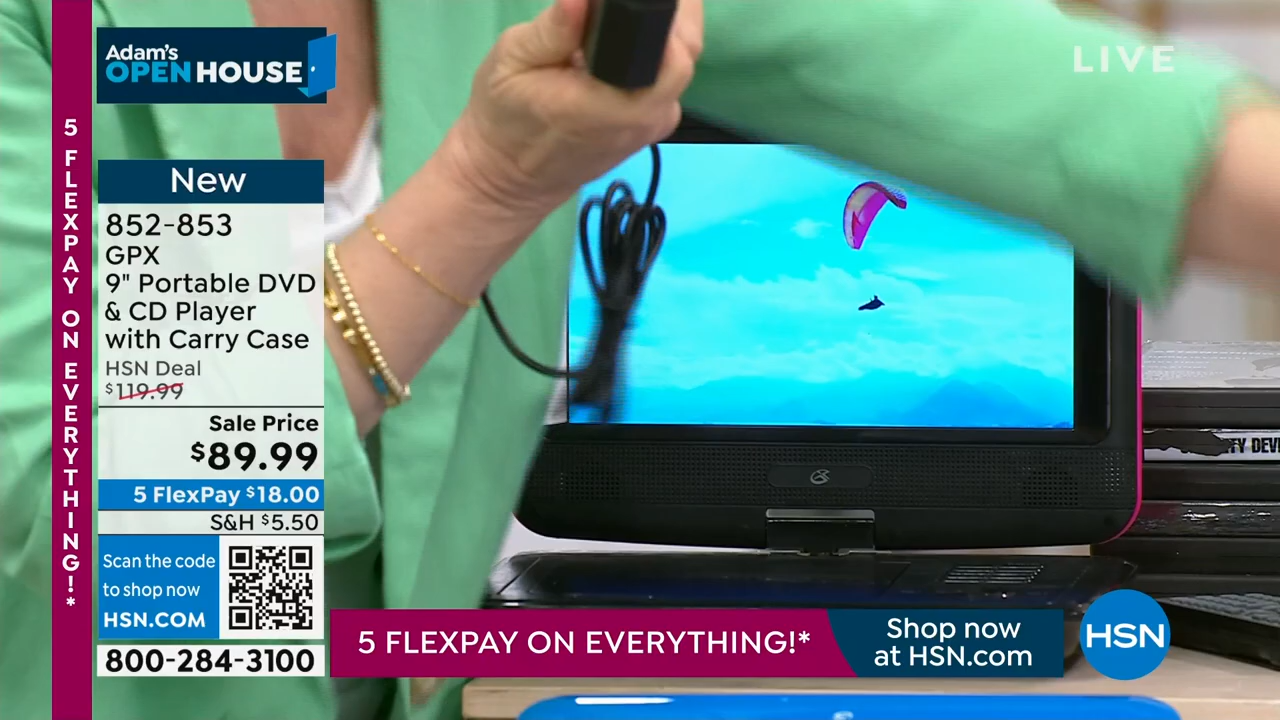 Adam's
OPEN HOUSE
LIVE
5 FLEXPAY ON EVERYTHING!*
New
852-853
GPX
9" Portable DVD
& CD Player
with Carry Case
HSN Deal
$119.99
Sale Price
$89.99
5 FlexPay $18.00
S&H $5.50
Scan the code
to shop now
HSN.COM
800-284-3100
5 FLEXPAY ON EVERYTHING!*
Shop now
at HSN.com
HSN